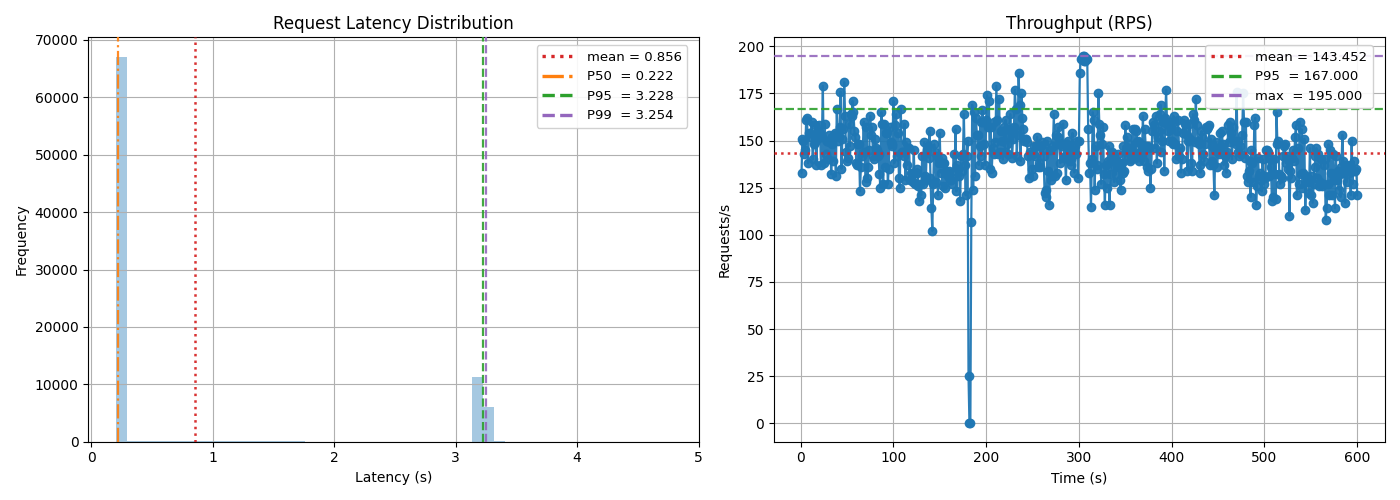 Request Latency Distribution
70000
60000
50000
40000
30000
20000
10000
0
Frequency
mean = 0.856
P50 = 0.222
P95 = 3.228
P99 = 3.254
0 1 2 3 4 5
Latency (s)
Throughput (RPS)
200
175
150
125
100
75
50
25
0
Requests/s
mean = 143.452
P95 = 167.000
max = 195.000
0 100 200 300 400 500 600
Time (s)